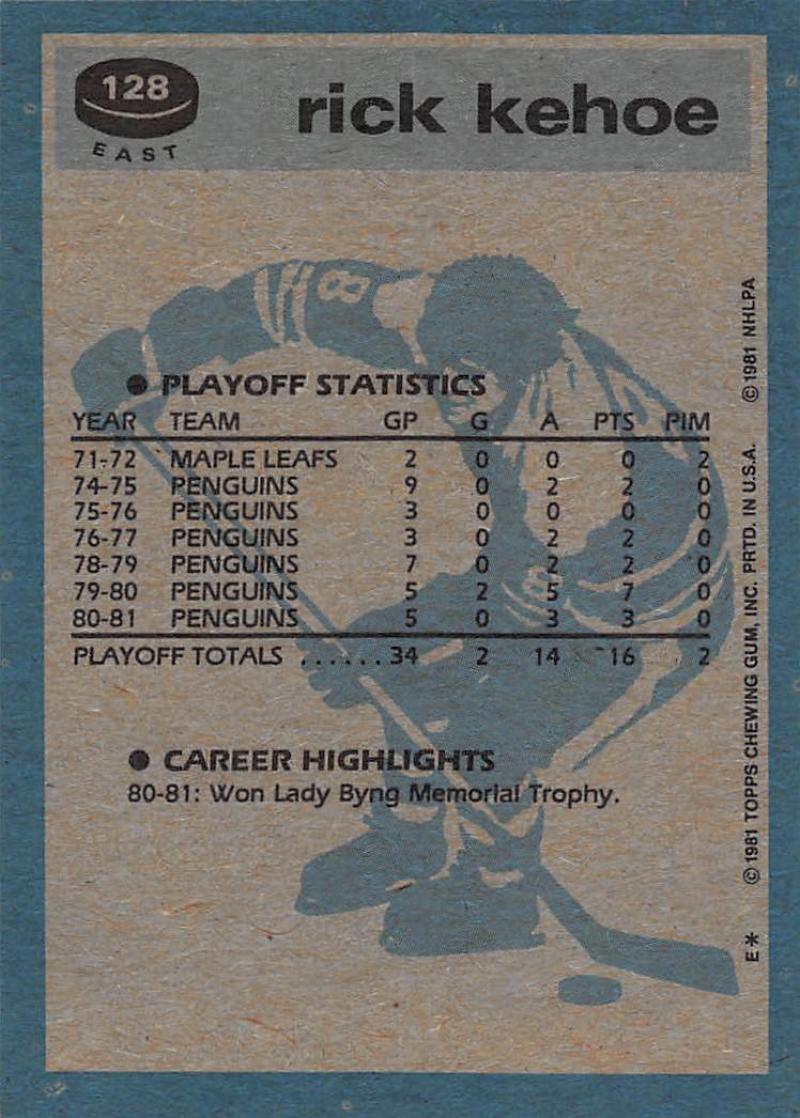 128
EAST
rick kehoe
● PLAYOFF STATISTICS
YEAR TEAM GP G A PTS PIM
71-72 MAPLE LEAFS 2 0 0 0 2
74-75 PENGUINS 9 0 2 2 0
75-76 PENGUINS 3 0 0 0 0
76-77 PENGUINS 3 0 2 2 0
78-79 PENGUINS 7 0 2 2 0
79-80 PENGUINS 5 2 5 7 0
80-81 PENGUINS 5 0 3 3 0
PLAYOFF TOTALS ......34 2 14 16 2
● CAREER HIGHLIGHTS
80-81: Won Lady Byng Memorial Trophy.
E* ©1981 TOPPS CHEWING GUM, INC. PRTD. IN U.S.A. ©1981 NHLPA
8